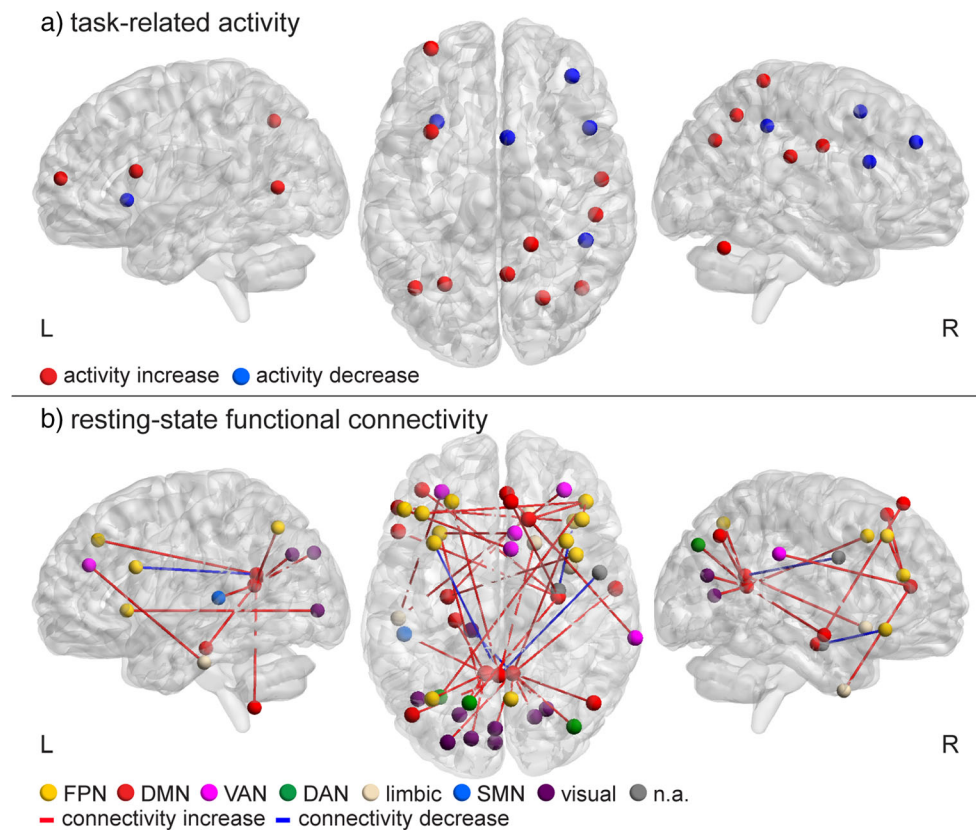 a) task-related activity
L
R
activity increase activity decrease
b) resting-state functional connectivity
L
R
FPN DMN VAN DAN limbic SMN visual n.a.
connectivity increase connectivity decrease